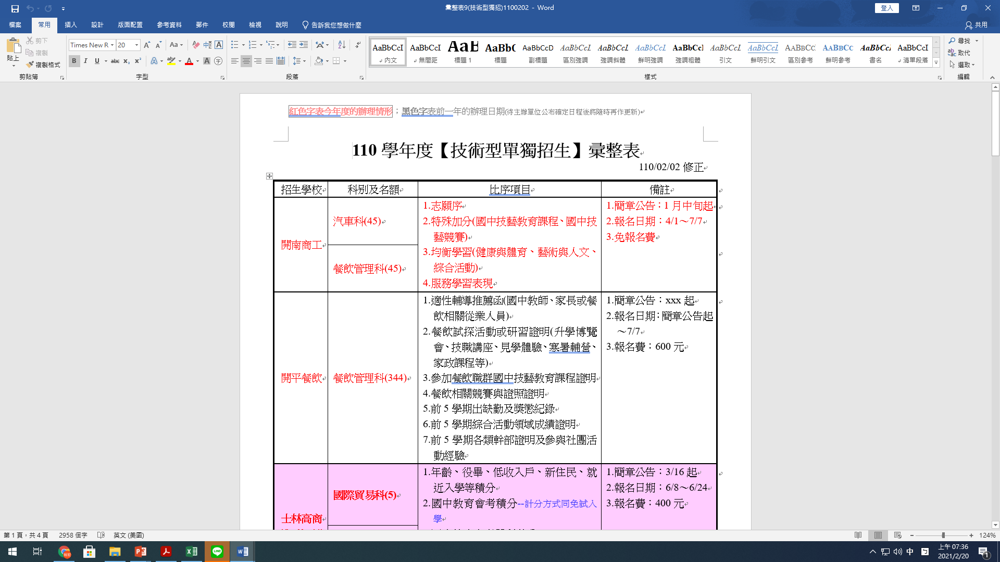 彙整表9(技術型獨招)1100202 - Word
登入
檔案 常用 插入 設計 版面配置 參考資料 郵件 校閱 檢視 說明 告訴我您想做什麼 共用
貼上 剪下 複製 複製格式
Times New R 20
AaBbCcI AaBbCcI AaB AaBbC AaBbCcD AaBbCcL AaBbCcL AaBbCcL AaBbCcI AaBbCcL AaBbCcL AABBCC AABBCC AaBbCcL AaBbCcI
內文 無間距 標題 1 標題 副標題 區別強調 強調斜體 鮮明強調 強調粗體 引文 鮮明引文 區別參考 鮮明參考 書名 清單段落
尋找
取代
選取
剪貼簿 字型 段落 樣式 編輯
紅色字表今年度的辦理情形；黑色字表前一年的辦理日期(待主辦單位公布確定日程後將隨時再作更新)
110 學年度【技術型單獨招生】彙整表
110/02/02 修正
招生學校 科別及名額 比序項目 備註
開南商工
汽車科(45)
餐飲管理科(45)
1.志願序
2.特殊加分(國中技藝教育課程、國中技
藝競賽)
3.均衡學習(健康與體育、藝術與人文、
綜合活動)
4.服務學習表現
1.簡章公告：1 月中旬起
2.報名日期：4/1～7/7
3.免報名費
開平餐飲
餐飲管理科(344)
1.適性輔導推薦函(國中教師、家長或餐
飲相關從業人員)
2.餐飲試探活動或研習證明(升學博覽
會、技職講座、見學體驗、寒暑輔營、
家政課程等)
3.參加餐飲職群國中技藝教育課程證明
4.餐飲相關競賽與證照證明
5.前 5 學期出缺勤及獎懲紀錄
6.前 5 學期綜合活動領域成績證明
7.前 5 學期各類幹部證明及參與社團活
動經驗
1.簡章公告：xxx 起
2.報名日期：簡章公告起
～7/7
3.報名費：600 元
士林高商
國際貿易科(5)
1.年齡、役畢、低收入戶、新住民、就
近入學等積分
2.國中教育會考積分--計分方式同免試入
學
1.簡章公告：3/16 起
2.報名日期：6/8～6/24
3.報名費：400 元
第 1 頁，共 4 頁 2958 個字 英文 (美國) 124%
LINE
中
上午 07:36
2021/2/20
1